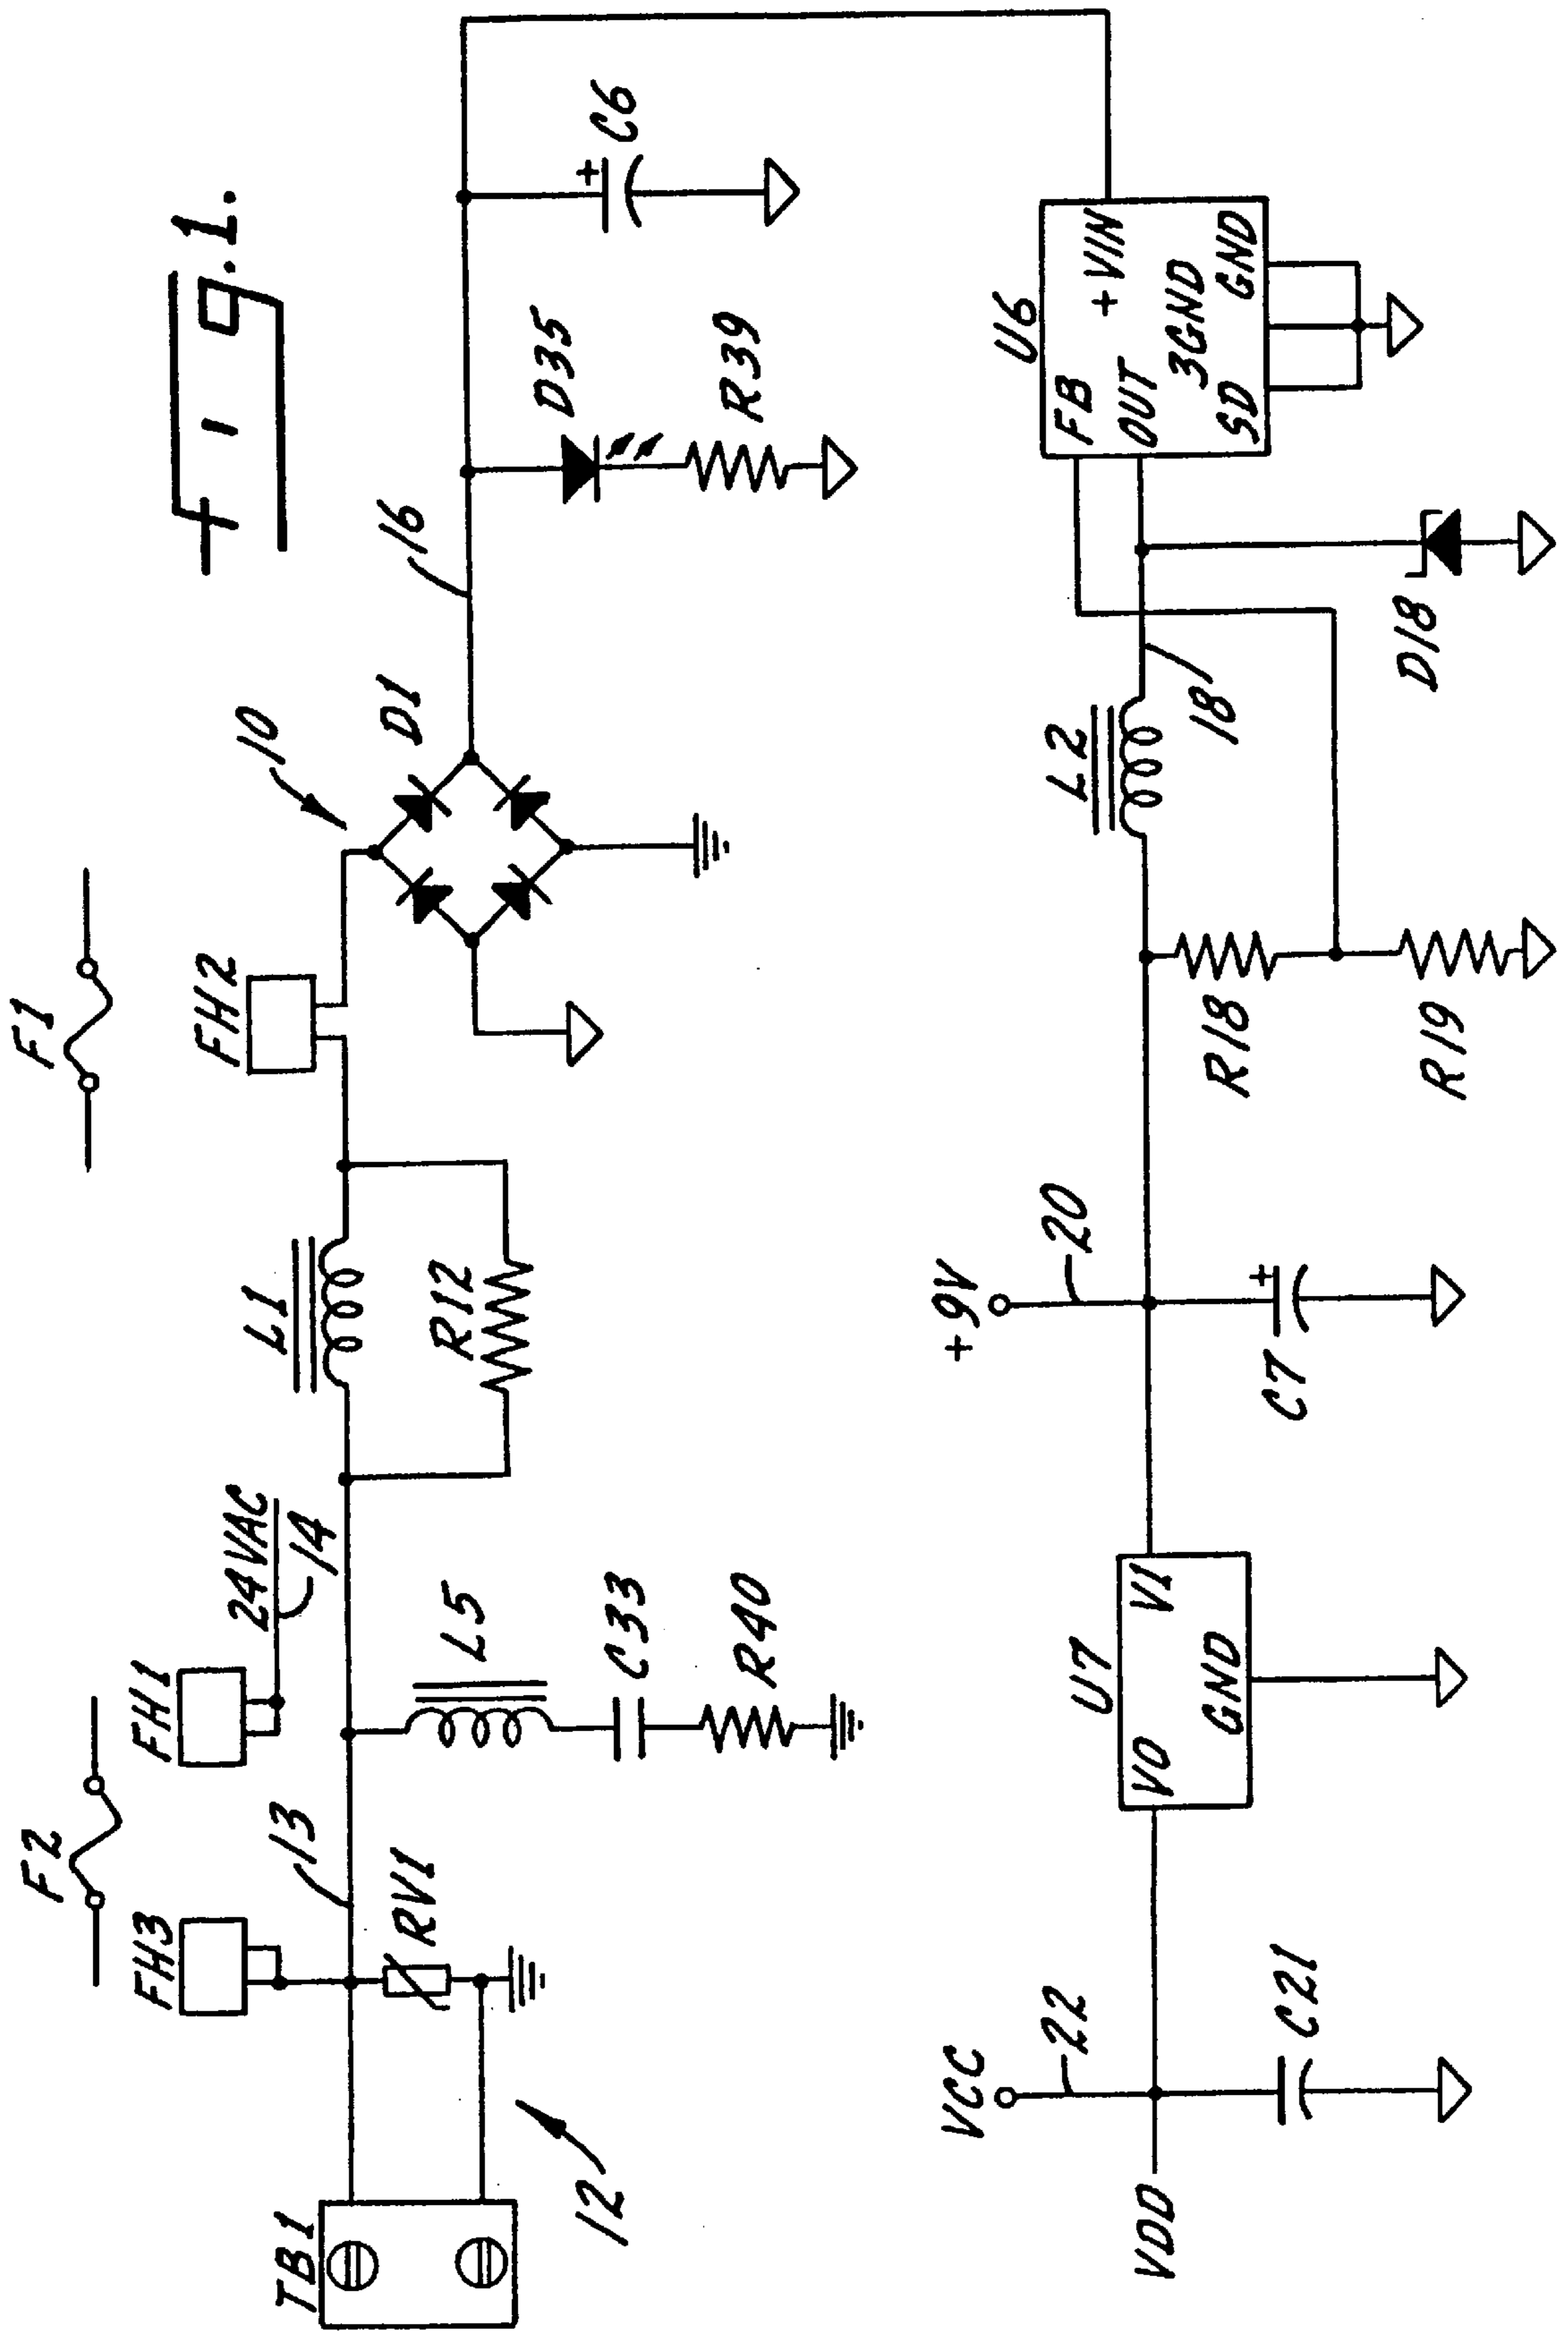 Fig. 1.
F2
F1
FH3
FH1
24VAC
14
L1
FH2
10
13
TB1
RV1
L5
R12
D1
16
12
C33
R40
D35
R39
+
C6
VCC
22
+9V
20
L2
18
U6
FB
+VIN
OUT
3GND
SD
GND
U7
VO
VI
GND
VDD
C21
+
C7
R18
R19
D18